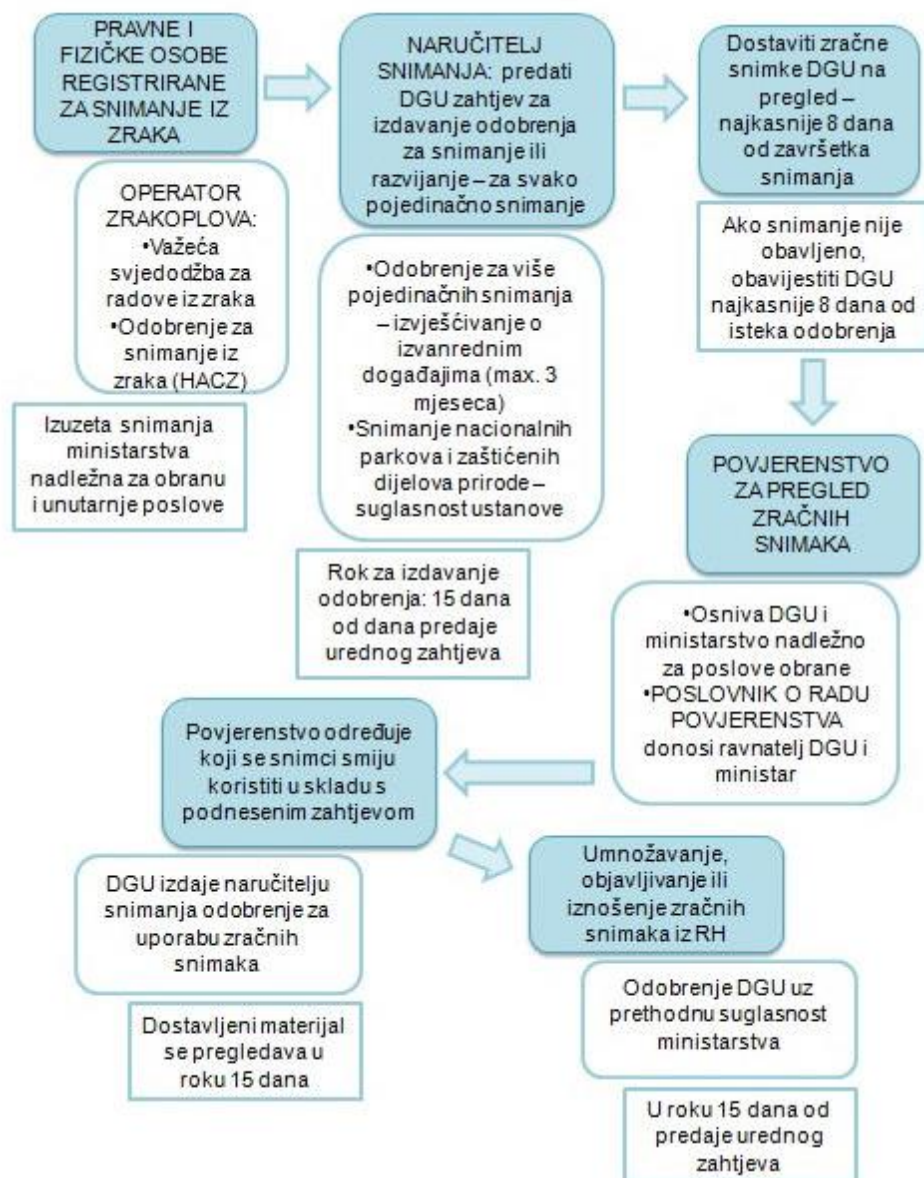 PRAVNE I
FIZIČKE OSOBE
REGISTRIRANE
ZA SNIMANJE IZ
ZRAKA
OPERATOR
ZRAKOPLOVA:
•Važeća
svjedodžba za
radove iz zraka
•Odobrenje za
snimanje iz
zraka (HACZ)
Izuzeta snimanja
ministarstva
nadležna za obranu
i unutarnje poslove
NARUČITELJ
SNIMANJA: predati
DGU zahtjev za
izdavanje odobrenja
za snimanje ili
razvijanje – za svako
pojedinačno snimanje
•Odobrenje za više
pojedinačnih snimanja
– izvješćivanje o
izvanrednim
događajima (max. 3
mjeseca)
•Snimanje nacionalnih
parkova i zaštićenih
dijelova prirode –
suglasnost ustanove
Rok za izdavanje
odobrenja: 15 dana
od dana predaje
urednog zahtjeva
Dostaviti zračne
snimke DGU na
pregled –
najkasnije 8 dana
od završetka
snimanja
Ako snimanje nije
obavljeno,
obavijestiti DGU
najkasnije 8 dana od
isteka odobrenja
POVJERENSTVO
ZA PREGLED
ZRAČNIH
SNIMAKA
•Osniva DGU i
ministarstvo nadležno
za poslove obrane
•POSLOVNIK O RADU
POVJERENSTVA
donosi ravnatelj DGU i
ministar
Povjerenstvo određuje
koji se snimci smiju
koristiti u skladu s
podnesenim zahtjevom
DGU izdaje naručitelju
snimanja odobrenje za
uporabu zračnih
snimaka
Dostavljeni materijal
se pregledava u
roku 15 dana
Umnožavanje,
objavljivanje ili
iznošenje zračnih
snimaka iz RH
Odobrenje DGU uz
prethodnu suglasnost
ministarstva
U roku 15 dana od
predaje urednog
zahtjeva